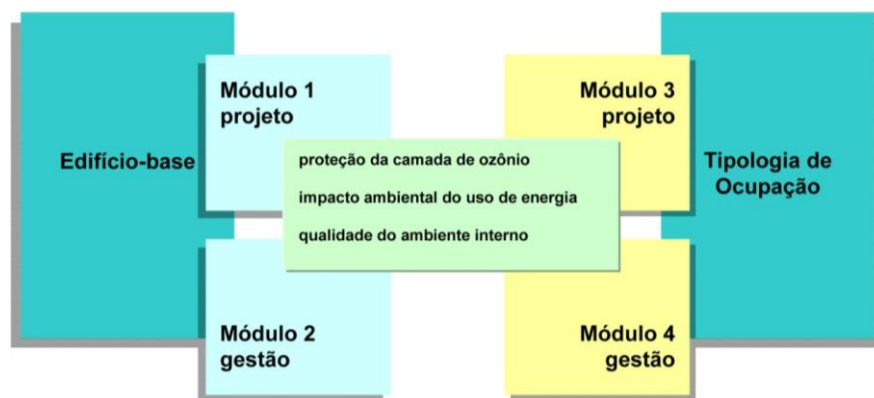 Edifício-base
Módulo 1
projeto
Módulo 3
projeto
proteção da camada de ozônio
impacto ambiental do uso de energia
qualidade do ambiente interno
Tipologia de
Ocupação
Módulo 2
gestão
Módulo 4
gestão